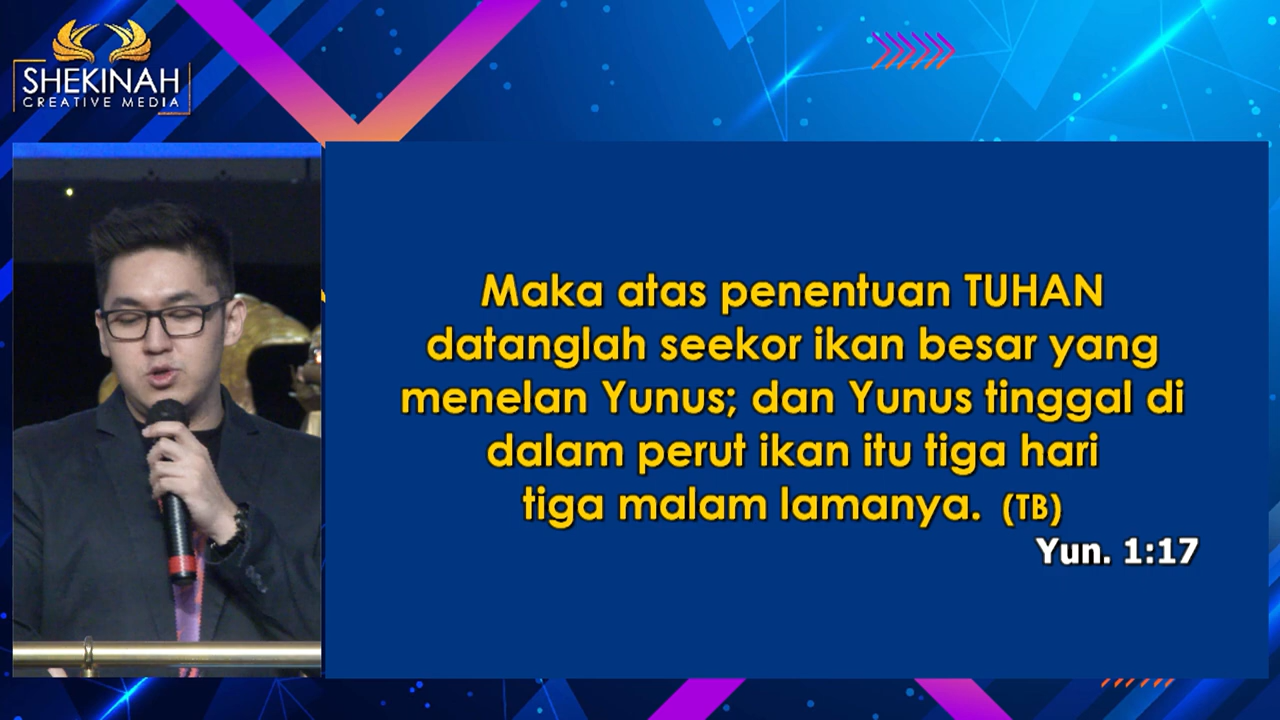 SHEKINAH
CREATIVE MEDIA
Maka atas penentuan TUHAN
datanglah seekor ikan besar yang
menelan Yunus; dan Yunus tinggal di
dalam perut ikan itu tiga hari
tiga malam lamanya. (TB)
Yun. 1:17